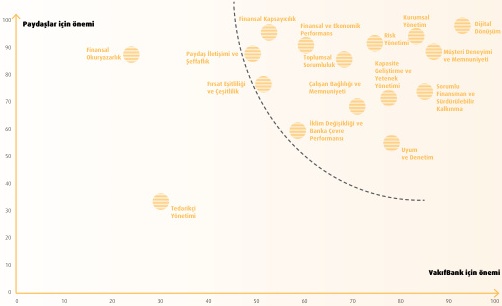 Paydaşlar için önemi
100
90
80
70
60
50
40
30
20
10
0
Finansal
Okuryazarlık
Finansal Kapsayıcılık
Paydaş İletişimi ve
Şeffaflık
Fırsat Eşitliliği
ve Çeşitlilik
Finansal ve Ekonomik
Performans
Toplumsal
Sorumluluk
Risk
Yönetimi
Kurumsal
Yönetim
Dijital
Dönüşüm
Müşteri Deneyimi
ve Memnuniyeti
Kapasite
Geliştirme ve
Yetenek
Yönetimi
Çalışan Bağlılığı ve
Memnuniyeti
Sorumlu
Finansman ve
Sürdürülebilir
Kalkınma
İklim Değişikliği ve
Banka Çevre
Performansı
Uyum
ve Denetim
Tedarikçi
Yönetimi
VakıfBank için önemi
0
10
20
30
40
50
60
70
80
90
100